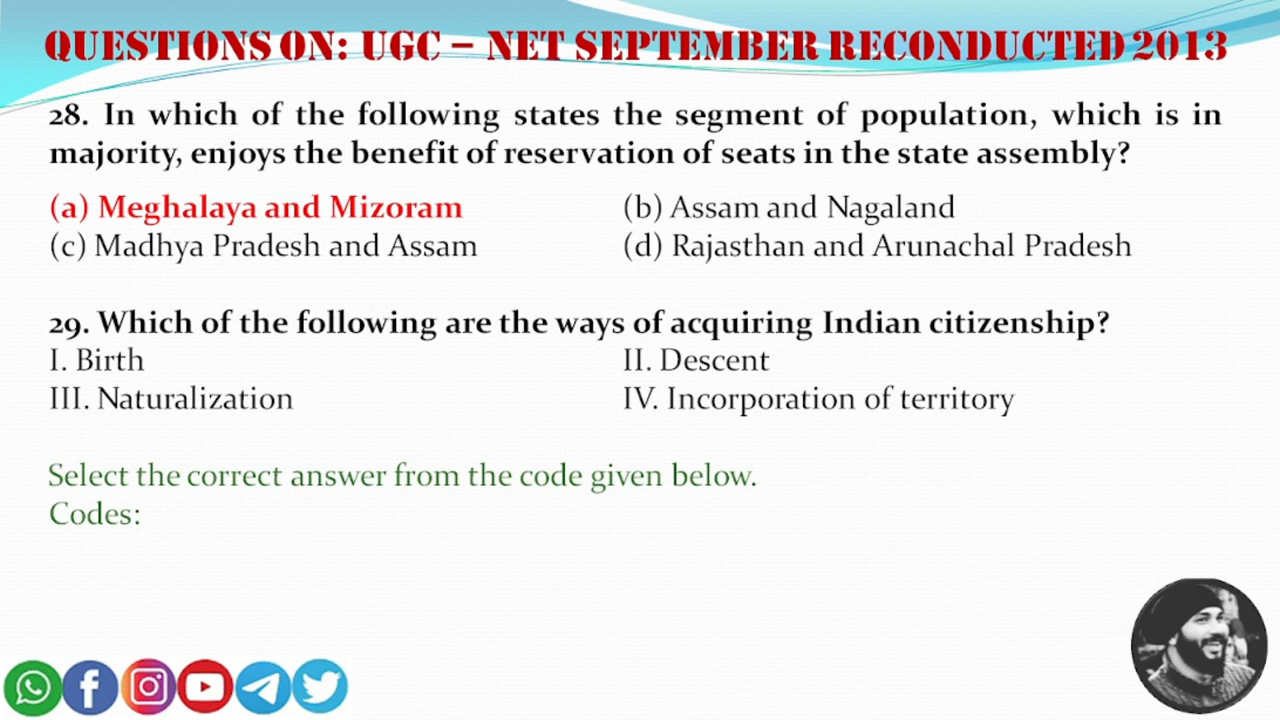 QUESTIONS ON: UGC – NET SEPTEMBER RECONDUCTED 2013
28. In which of the following states the segment of population, which is in
majority, enjoys the benefit of reservation of seats in the state assembly?
(a) Meghalaya and Mizoram (b) Assam and Nagaland
(c) Madhya Pradesh and Assam (d) Rajasthan and Arunachal Pradesh
29. Which of the following are the ways of acquiring Indian citizenship?
I. Birth II. Descent
III. Naturalization IV. Incorporation of territory
Select the correct answer from the code given below.
Codes: